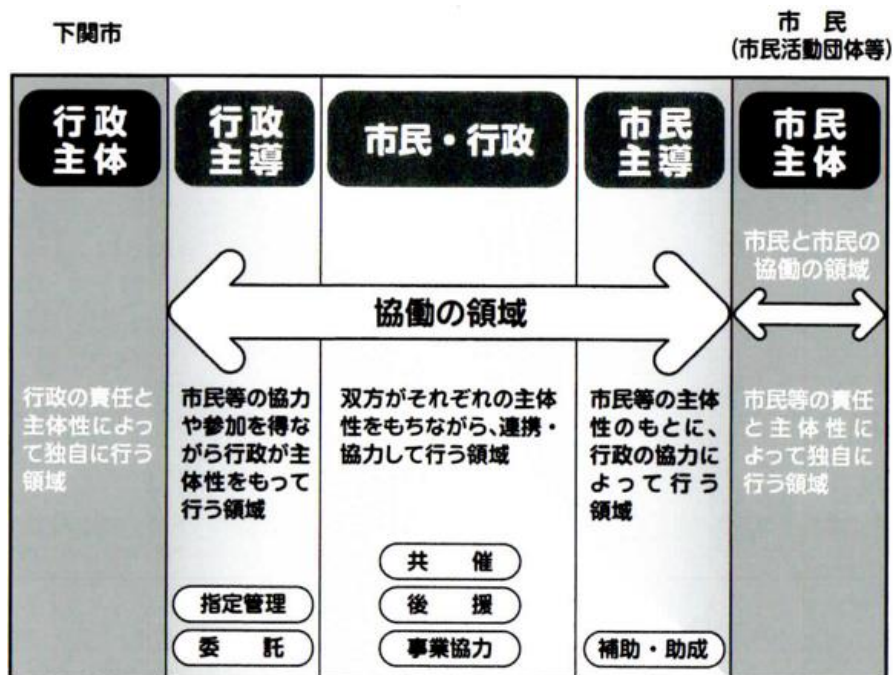 下関市
市 民
(市民活動団体等)
行政
主体
行政
主導
市民・行政
市民
主導
市民
主体
市民と市民の
協働の領域
協働の領域
行政の責任と
主体性によっ
て独自に行う
領域
市民等の協力
や参加を得な
がら行政が主
体性をもって
行う領域
双方がそれぞれの主体
性をもちながら、連携・
協力して行う領域
市民等の主体
性のもとに、
行政の協力に
よって行う
領域
市民等の責任
と主体性に
よって独自に
行う領域
指定管理
委 託
共 催
後 援
事業協力
補助・助成